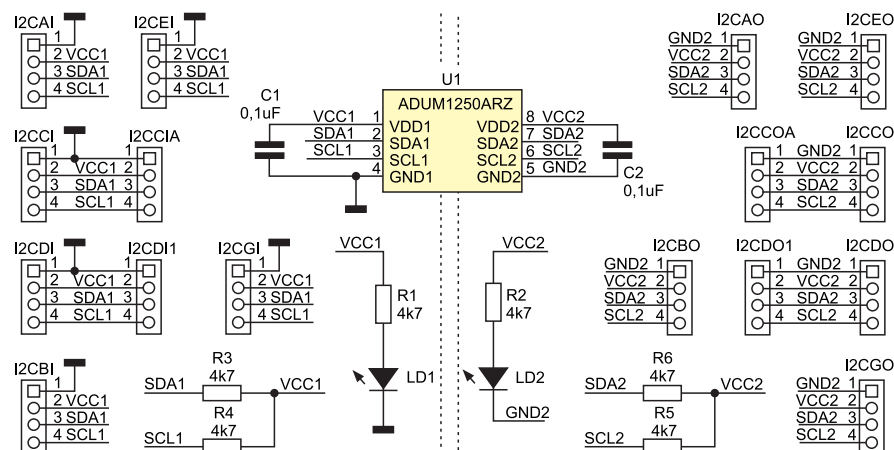 I2CAI
1
2 VCC1
3 SDA1
4 SCL1
I2CEI
1
2 VCC1
3 SDA1
4 SCL1
C1
0,1uF
U1
ADUM1250ARZ
VCC1 1 VDD1
SDA1 2 SDA1
SCL1 3 SCL1
4 GND1
VDD2 8 VCC2
SDA2 7 SDA2
SCL2 6 SCL2
GND2 5 GND2
C2
0,1uF
I2CAO
GND2 1
VCC2 2
SDA2 3
SCL2 4
I2CEO
GND2 1
VCC2 2
SDA2 3
SCL2 4
I2CCI
I2CCIA
1 1
2 VCC1 2
3 SDA1 3
4 SCL1 4
I2CCOA
I2CCO
1 GND2 1
2 VCC2 2
3 SDA2 3
4 SCL2 4
I2CDI
I2CDI1
1 1
2 VCC1 2
3 SDA1 3
4 SCL1 4
I2CGI
1
2 VCC1
3 SDA1
4 SCL1
VCC1
R1
4k7
LD1
VCC2
R2
4k7
LD2
GND2
I2CBO
GND2 1
VCC2 2
SDA2 3
SCL2 4
I2CDO1
I2CDO
1 GND2 1
2 VCC2 2
3 SDA2 3
4 SCL2 4
I2CBI
1
2 VCC1
3 SDA1
4 SCL1
R3
SDA1 4k7 VCC1
R4
SCL1 4k7
R6
SDA2 4k7 VCC2
R5
SCL2 4k7
I2CGO
GND2 1
VCC2 2
SDA2 3
SCL2 4